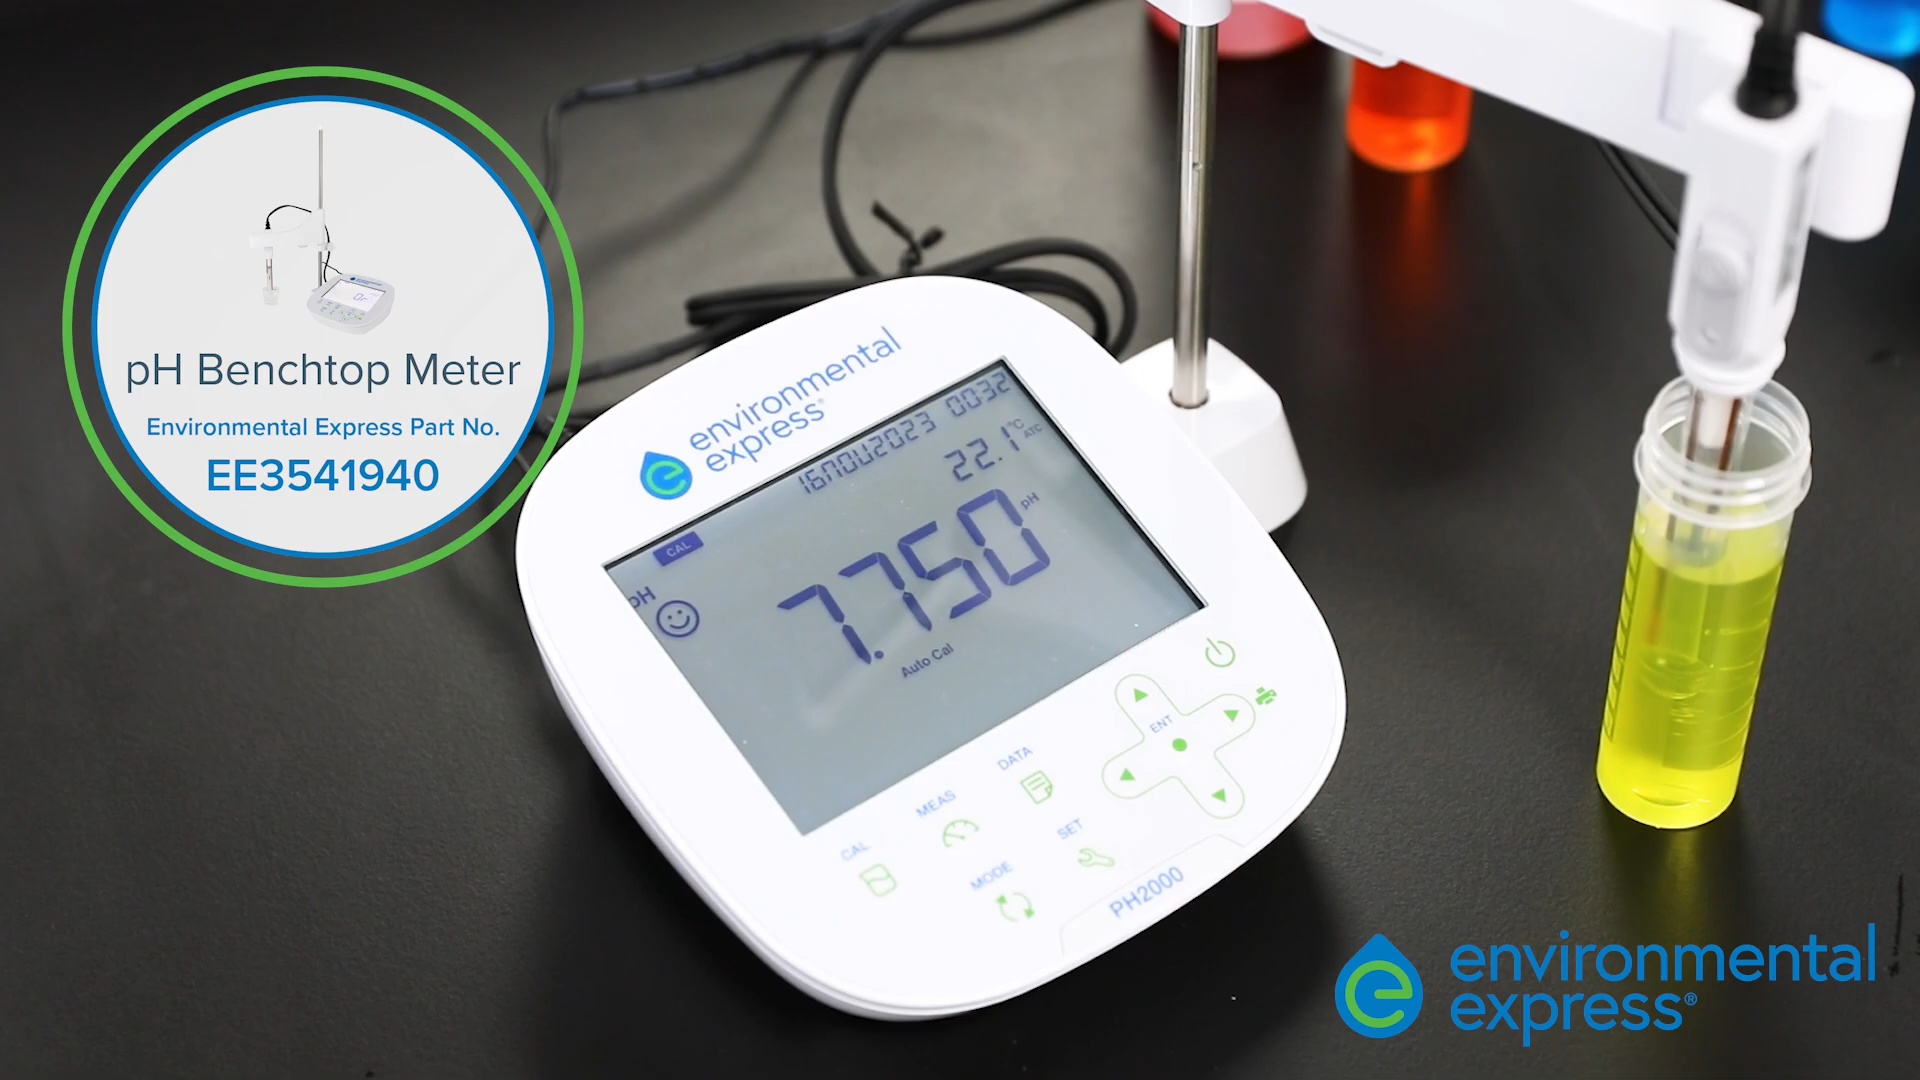 pH Benchtop Meter
Environmental Express Part No.
EE3541940
environmental
express®
16NOV2023 00:32
22.1 °C ATC
CAL
pH
7.750 pH
Auto Cal
CAL
MEAS
DATA
MODE
SET
ENT
PH2000
environmental
express®